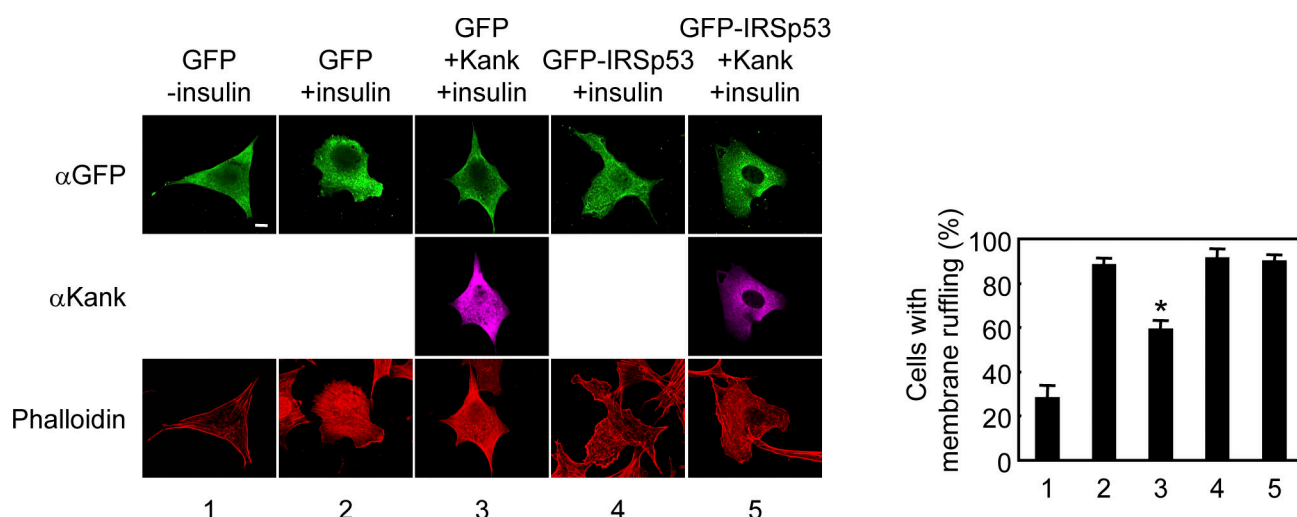 GFP
-insulin
GFP
+insulin
GFP
+Kank
+insulin
GFP-IRSp53
+insulin
GFP-IRSp53
+Kank
+insulin
αGFP
αKank
Phalloidin
1 2 3 4 5
Cells with
membrane ruffling (%)
100
80
60
40
20
0
*
1 2 3 4 5